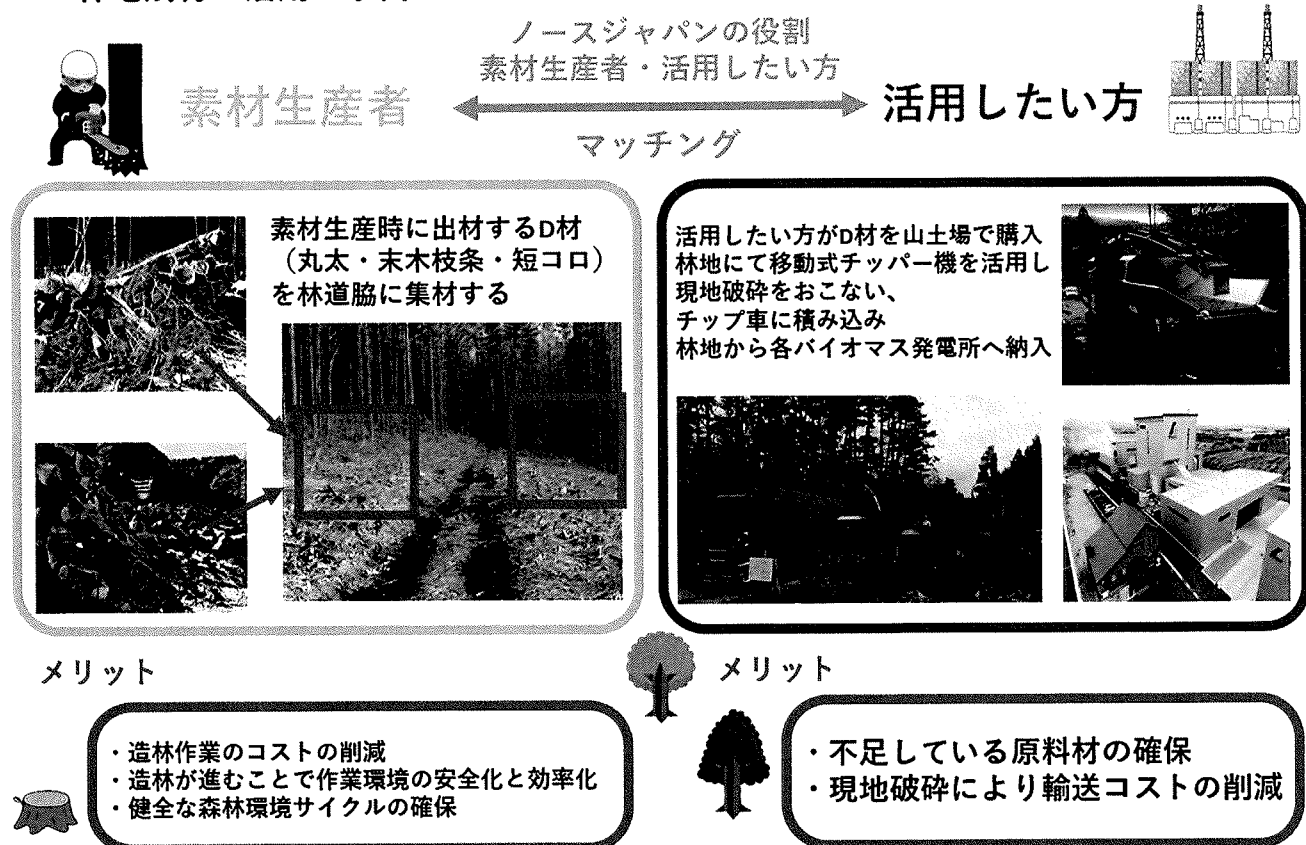 ノースジャパンの役割
素材生産者・活用したい方
素材生産者
活用したい方
マッチング
素材生産時に出材するD材
（丸太・末木枝条・短コロ）
を林道脇に集材する
活用したい方がD材を山土場で購入
林地にて移動式チッパー機を活用し
現地破砕をおこない、
チップ車に積み込み
林地から各バイオマス発電所へ納入
メリット
・造林作業のコストの削減
・造林が進むことで作業環境の安全化と効率化
・健全な森林環境サイクルの確保
メリット
・不足している原料材の確保
・現地破砕により輸送コストの削減